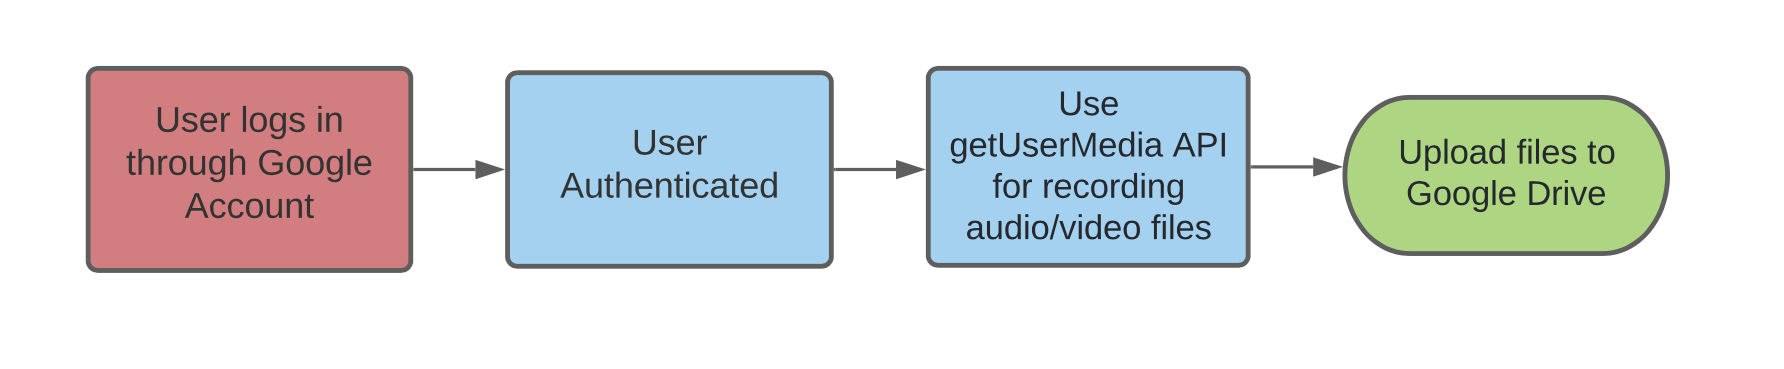 User logs in
through Google
Account
User
Authenticated
Use
getUserMedia API
for recording
audio/video files
Upload files to
Google Drive